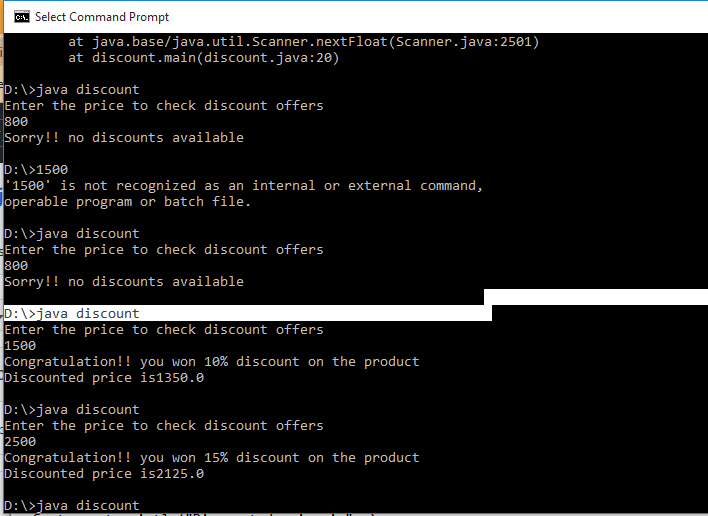 Select Command Prompt
at java.base/java.util.Scanner.nextFloat(Scanner.java:2501)
at discount.main(discount.java:20)
D:\>java discount
Enter the price to check discount offers
800
Sorry!! no discounts available
D:\>1500
'1500' is not recognized as an internal or external command,
operable program or batch file.
D:\>java discount
Enter the price to check discount offers
800
Sorry!! no discounts available
D:\>java discount
Enter the price to check discount offers
1500
Congratulation!! you won 10% discount on the product
Discounted price is1350.0
D:\>java discount
Enter the price to check discount offers
2500
Congratulation!! you won 15% discount on the product
Discounted price is2125.0
D:\>java discount